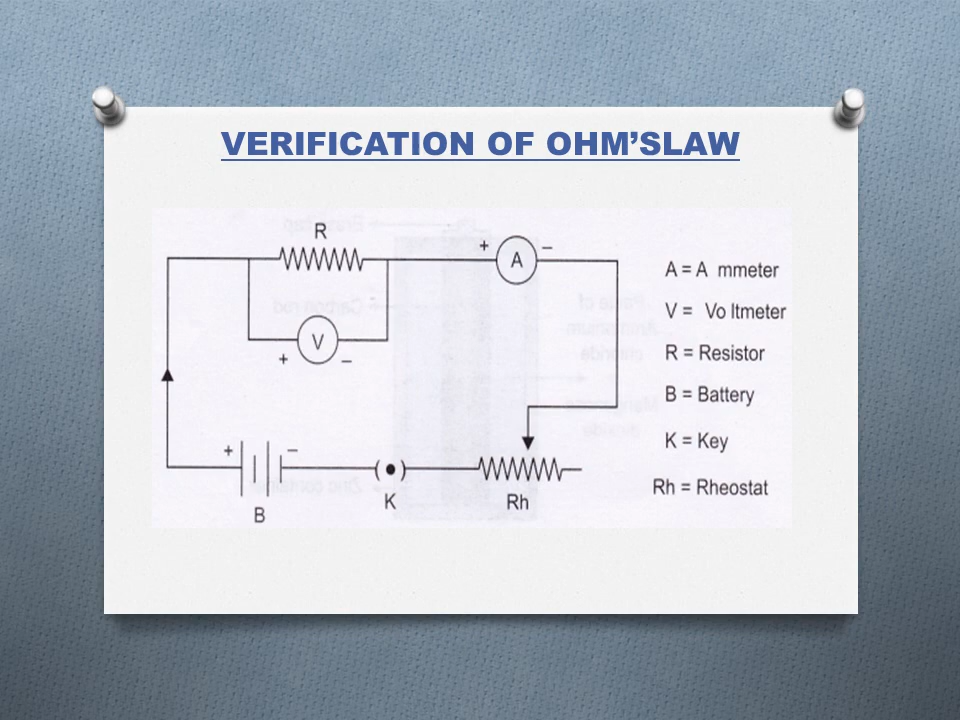 VERIFICATION OF OHM’SLAW
R
+ A −
A = A mmeter
V = Vo ltmeter
+ V −
R = Resistor
B = Battery
+ −
K = Key
B
K
Rh
Rh = Rheostat